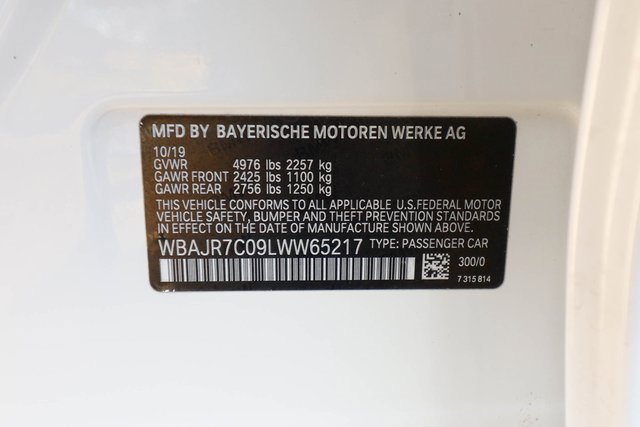 MFD BY BAYERISCHE MOTOREN WERKE AG
10/19
GVWR 4976 lbs 2257 kg
GAWR FRONT 2425 lbs 1100 kg
GAWR REAR 2756 lbs 1250 kg
THIS VEHICLE CONFORMS TO ALL APPLICABLE U.S.FEDERAL MOTOR
VEHICLE SAFETY, BUMPER, AND THEFT PREVENTION STANDARDS
IN EFFECT ON THE DATE OF MANUFACTURE SHOWN ABOVE.
WBAJR7C09LWW65217 TYPE: PASSENGER CAR
300/0
7 315 814